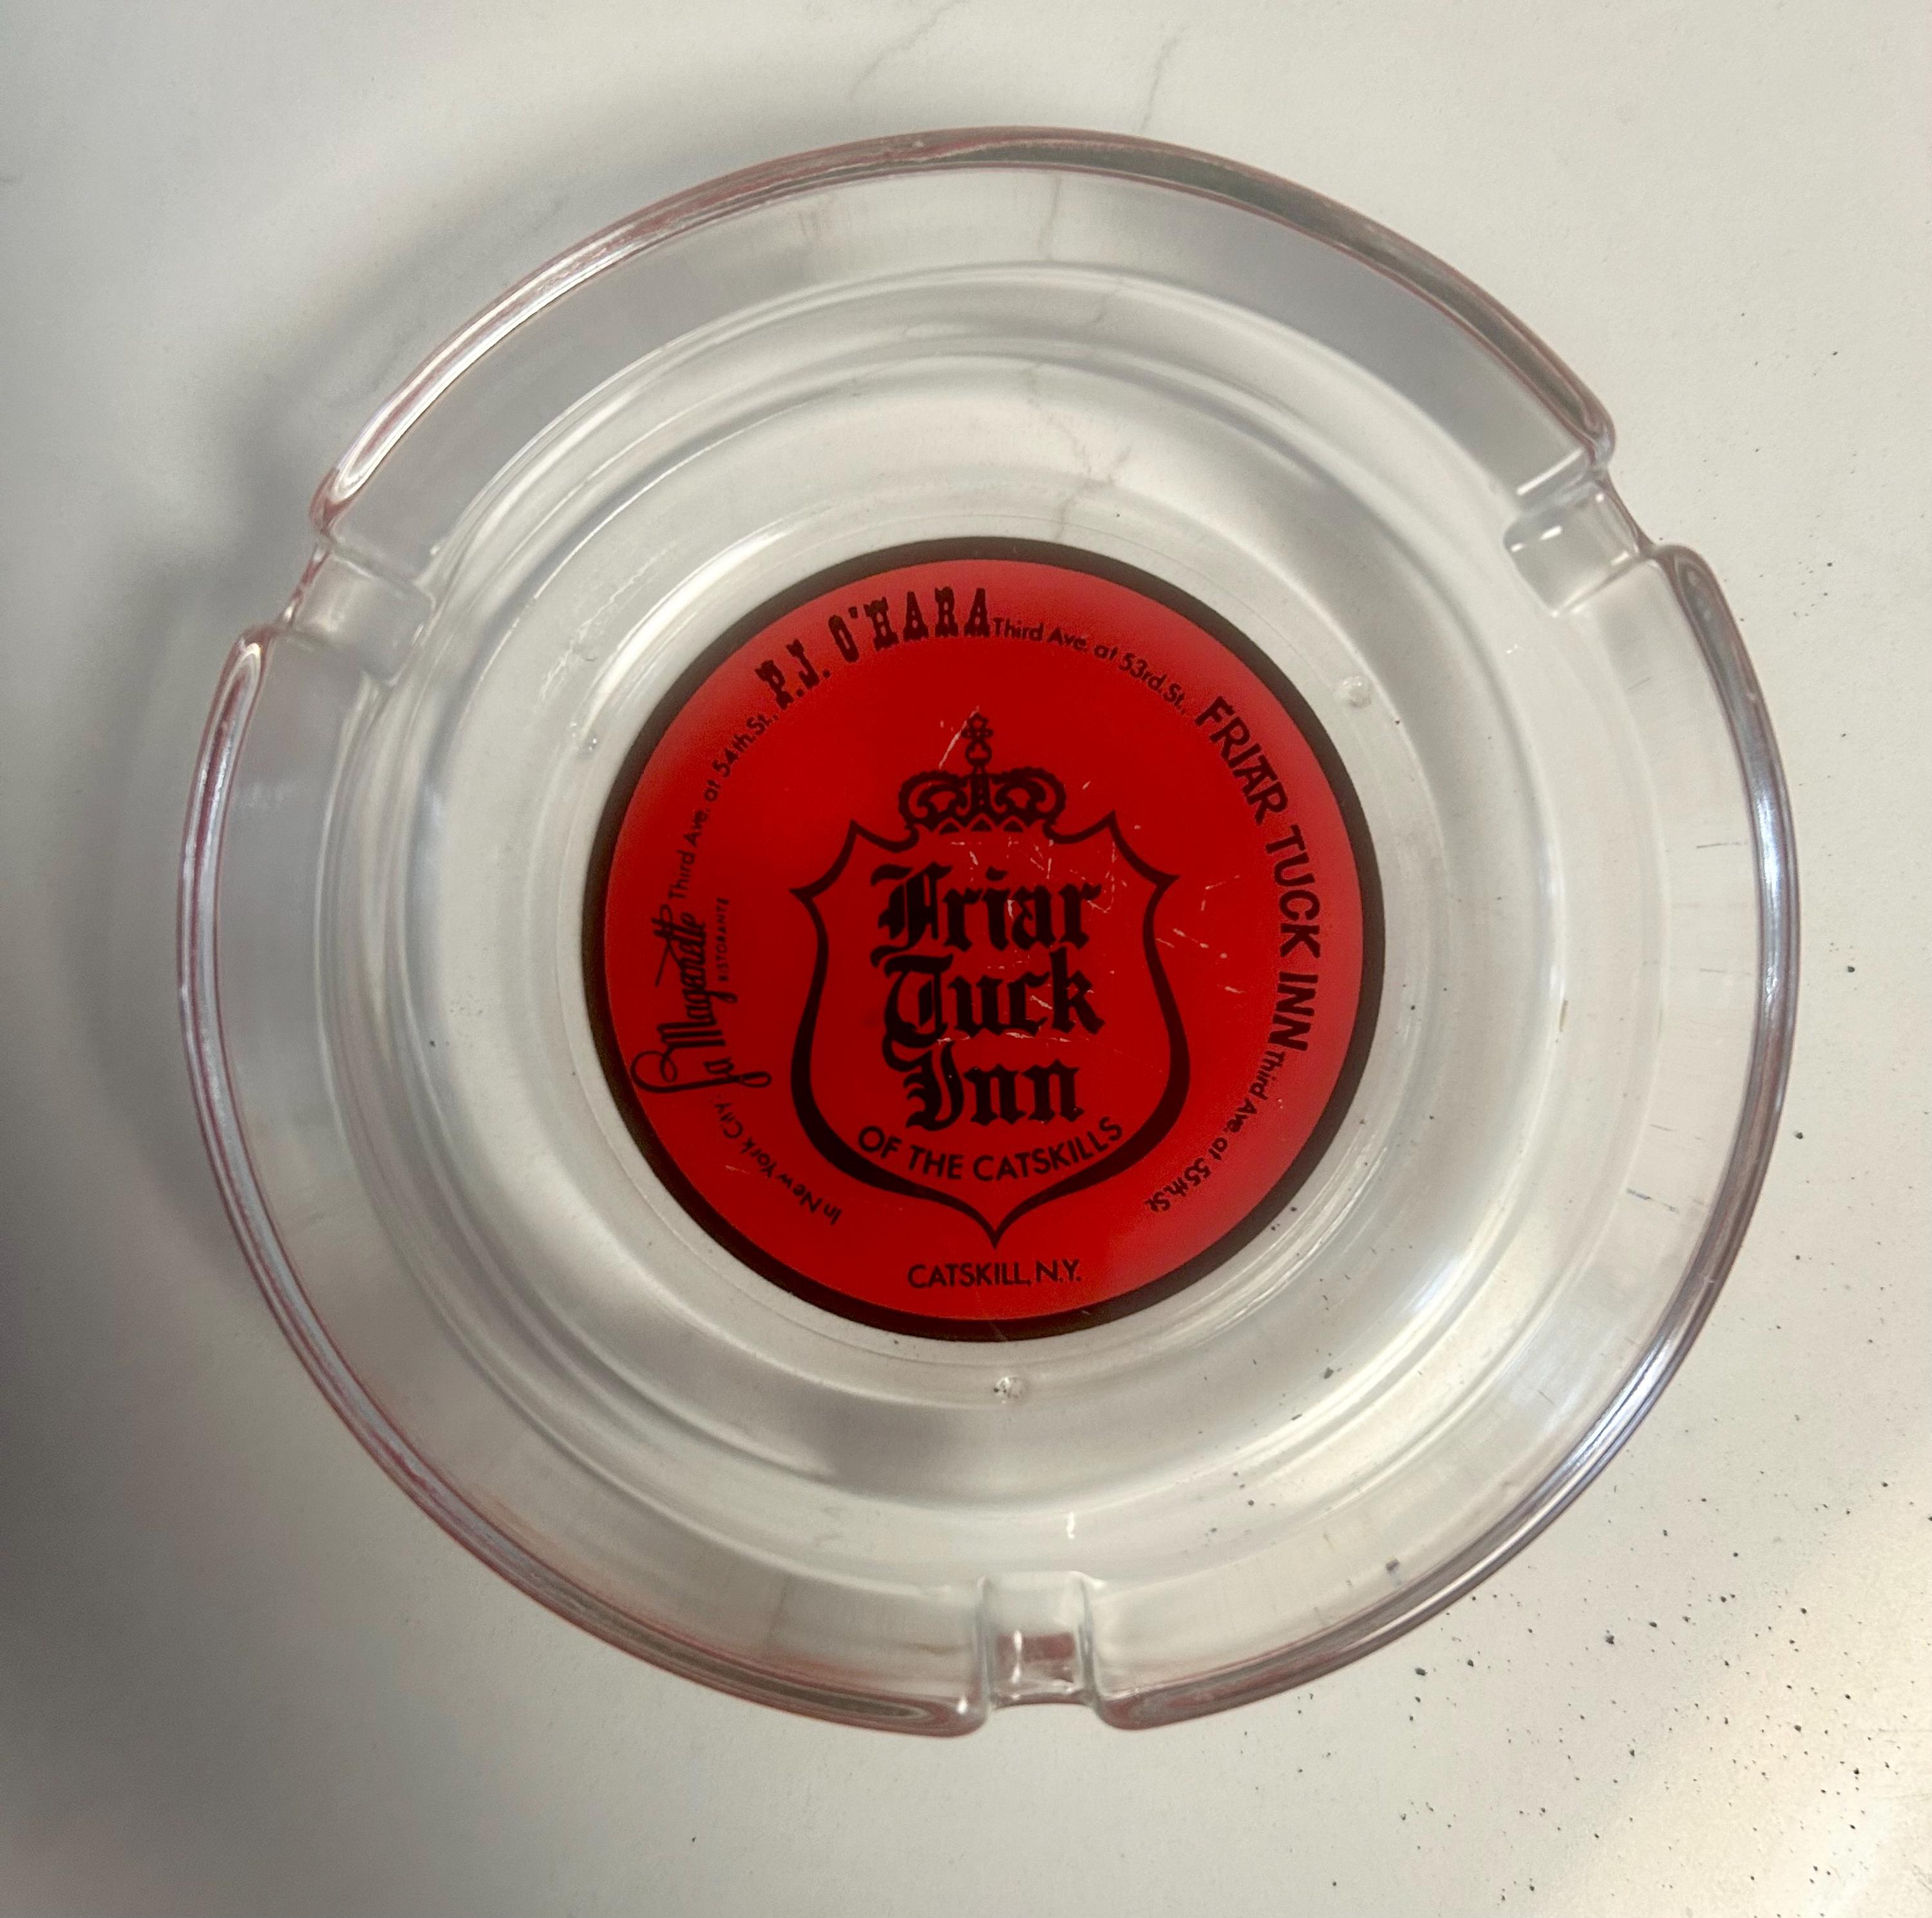 Friar
Tuck
Inn
OF THE CATSKILLS
CATSKILL, N.Y.
In New York City: La Maganette RISTORANTE Third Ave. at 54th. St., P.J. O'HARA Third Ave. at 53rd. St., FRIAR TUCK INN Third Ave. at 55th. St